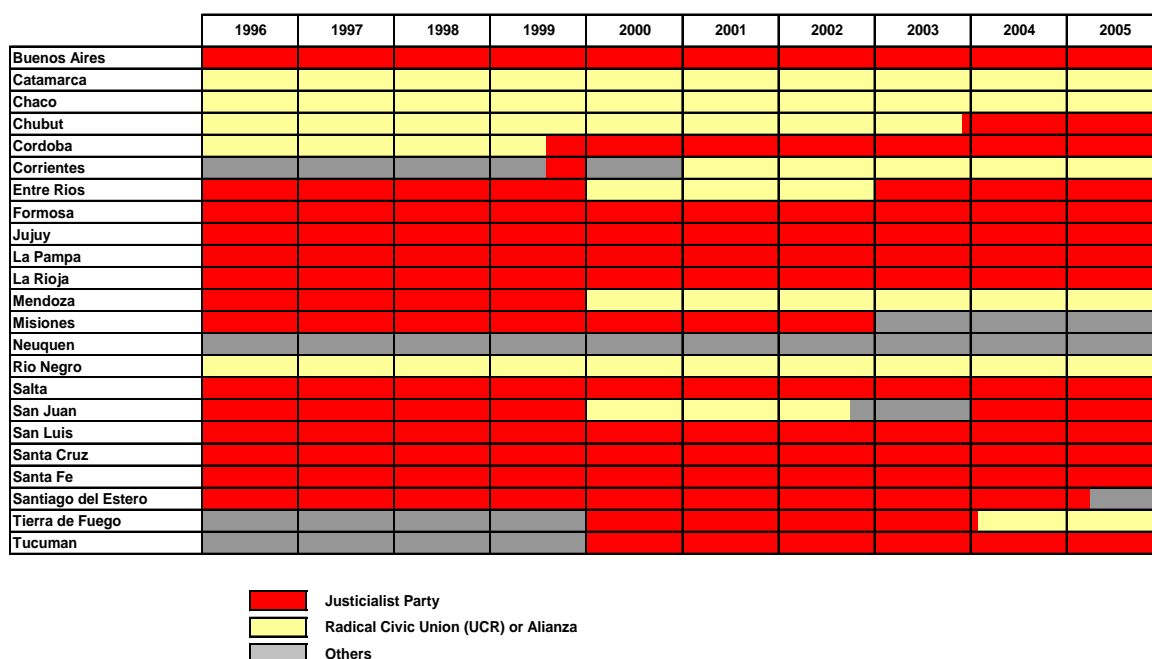 1996 1997 1998 1999 2000 2001 2002 2003 2004 2005
Buenos Aires
Catamarca
Chaco
Chubut
Cordoba
Corrientes
Entre Rios
Formosa
Jujuy
La Pampa
La Rioja
Mendoza
Misiones
Neuquen
Rio Negro
Salta
San Juan
San Luis
Santa Cruz
Santa Fe
Santiago del Estero
Tierra de Fuego
Tucuman
Justicialist Party
Radical Civic Union (UCR) or Alianza
Others